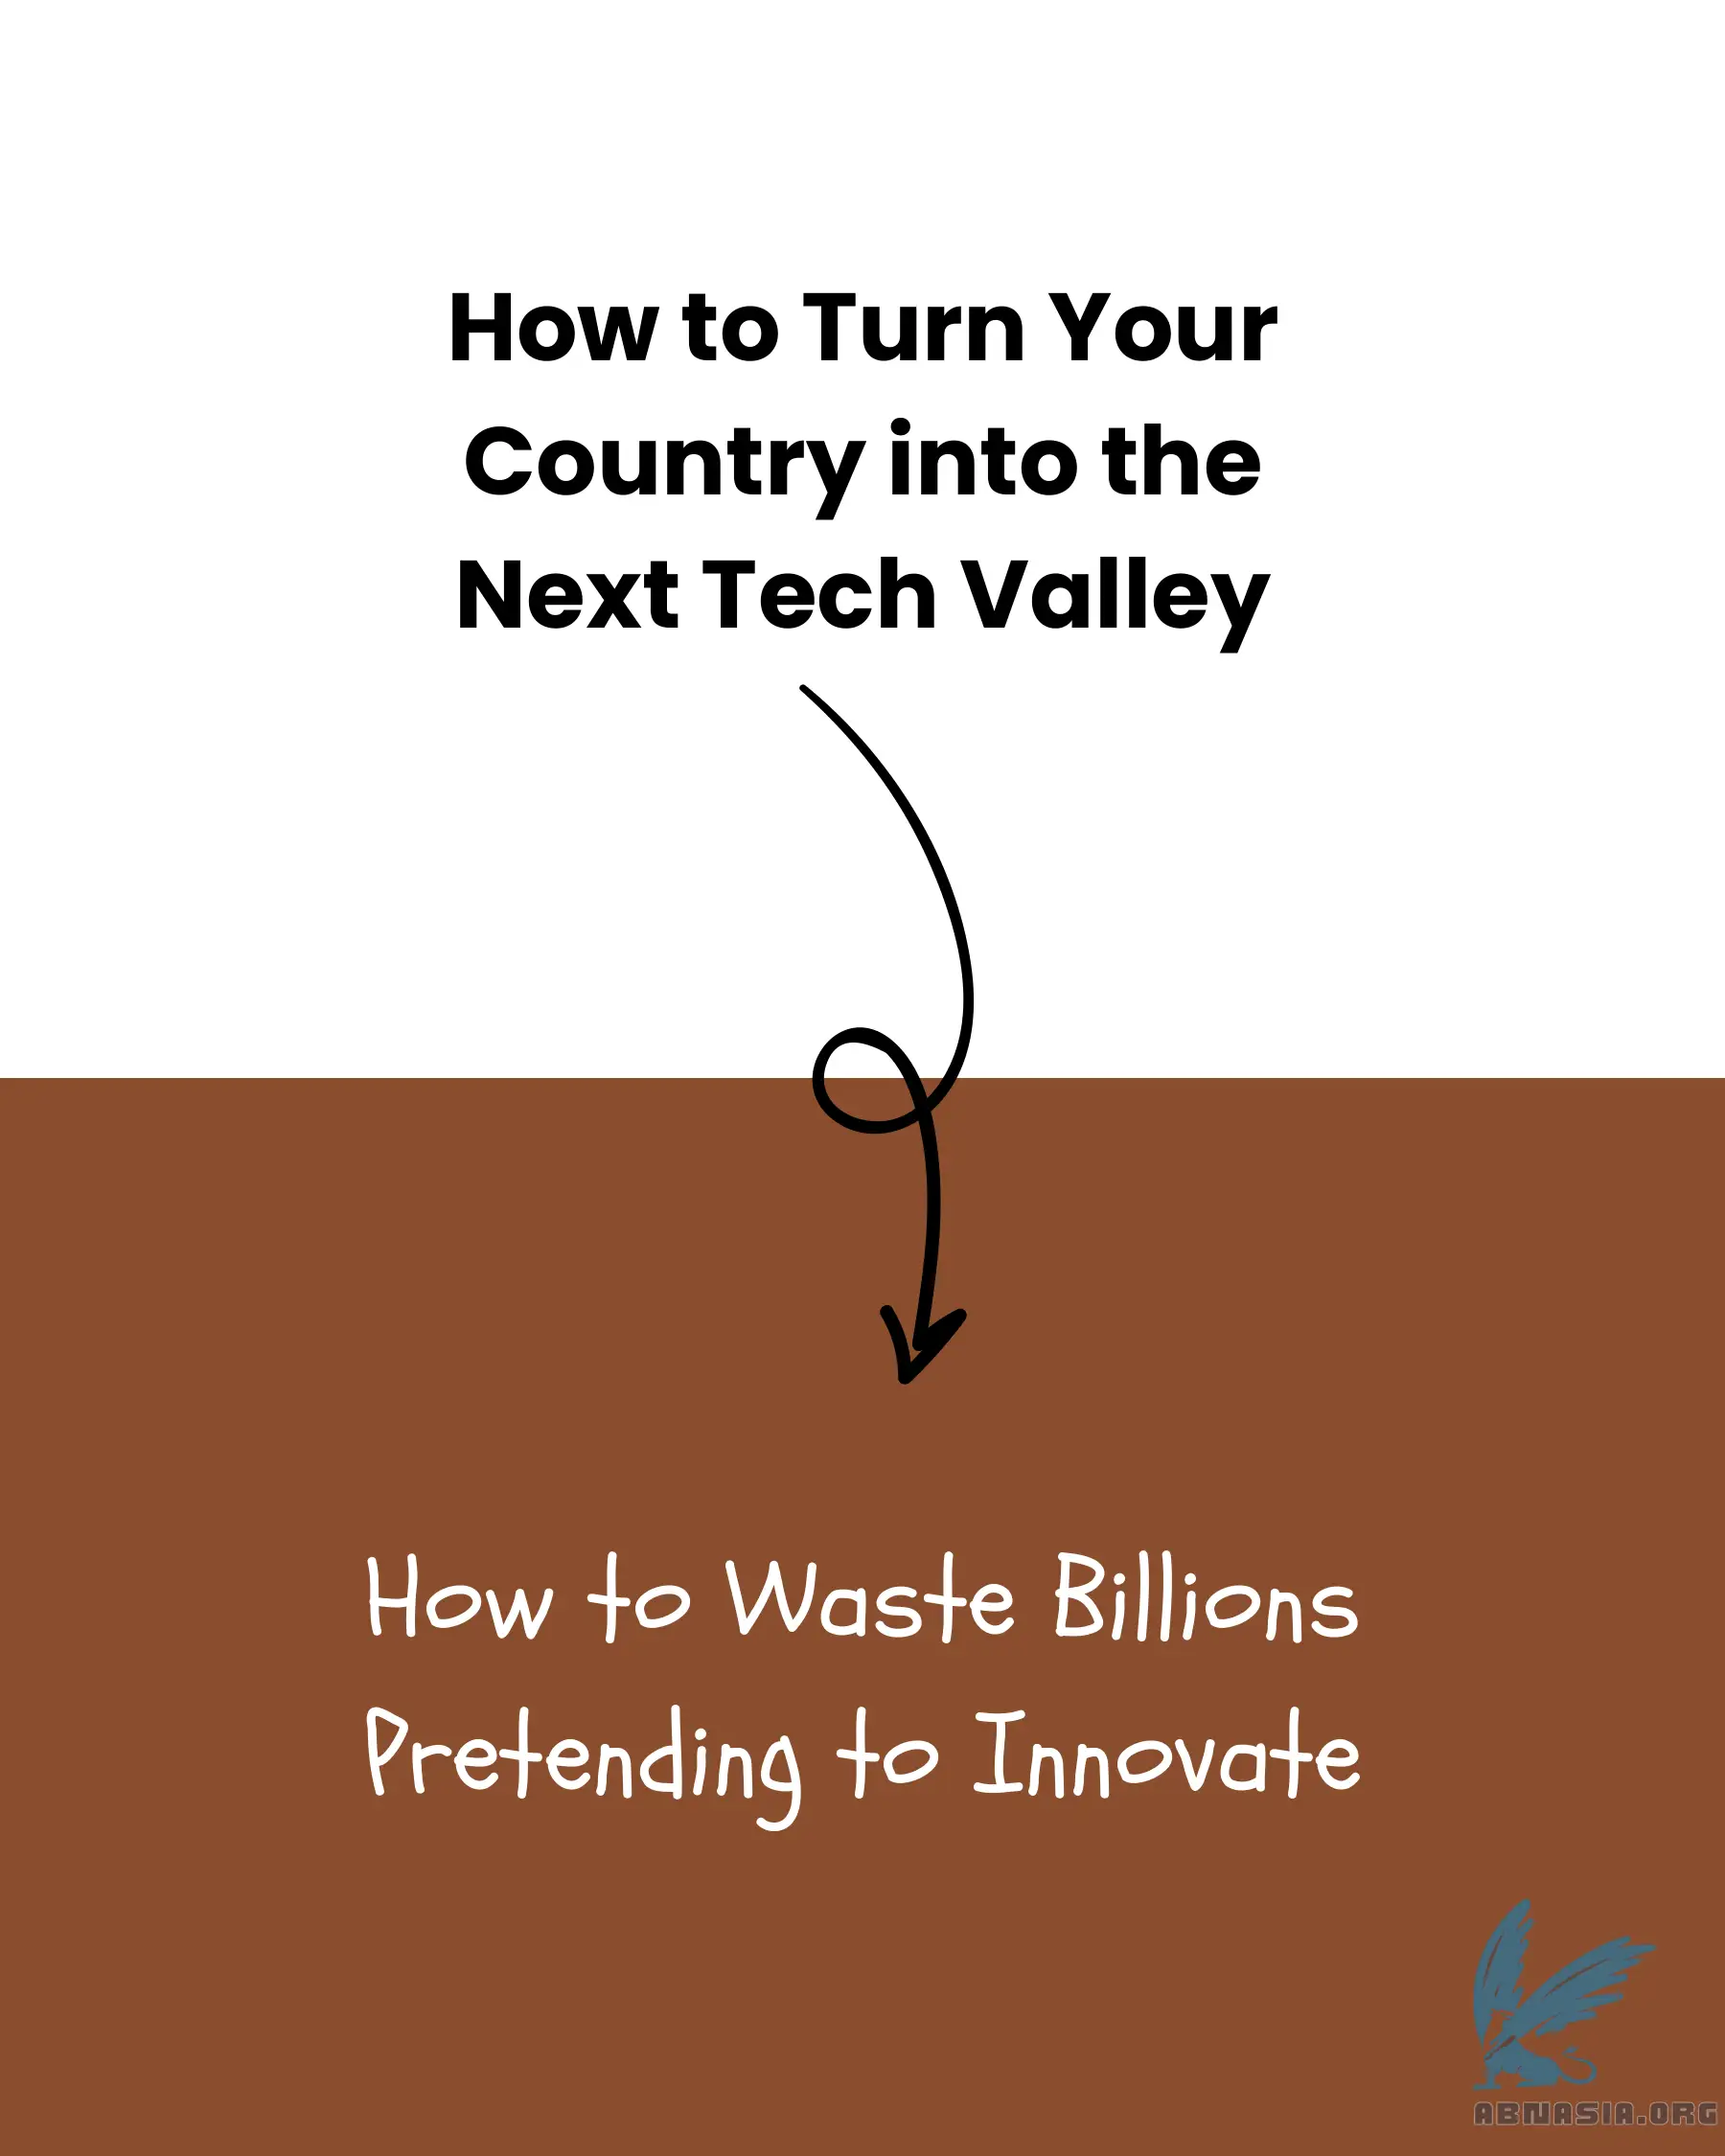 How to Turn Your
Country into the
Next Tech Valley
How to Waste Billions
Pretending to Innovate
ABNASIA.ORG